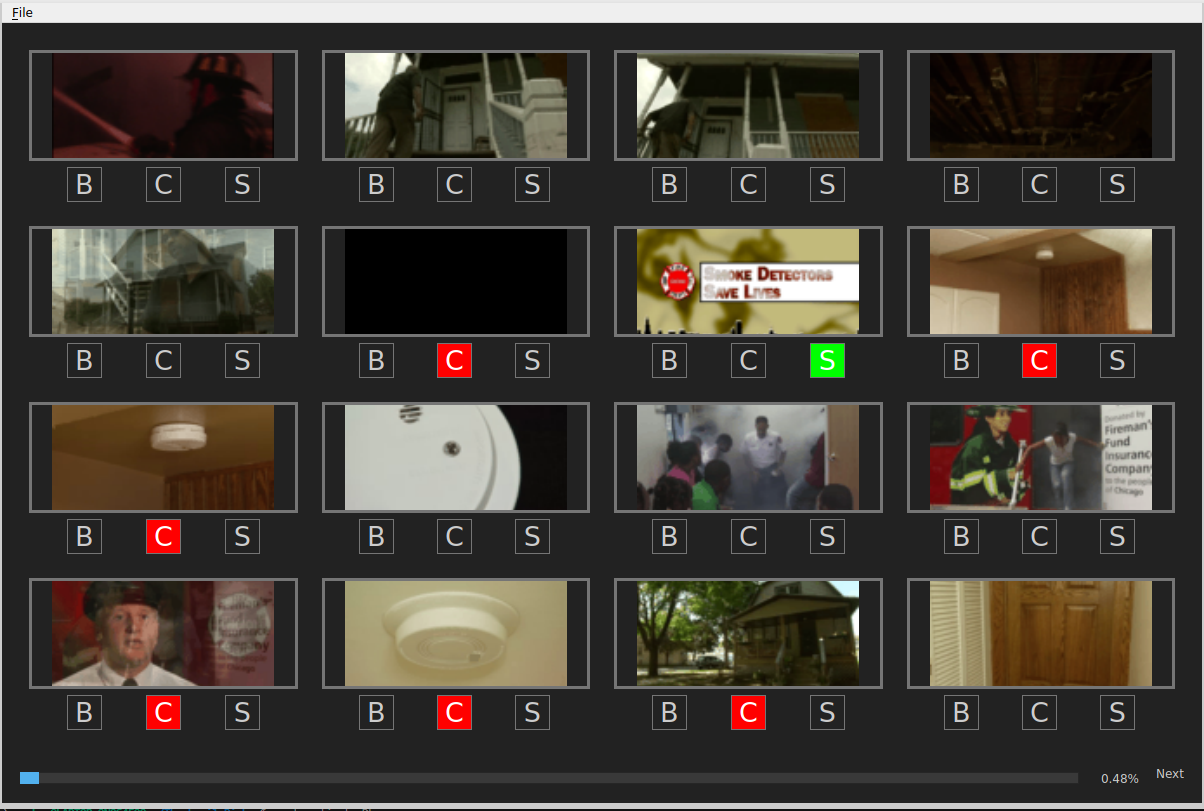 File
B C S
B C S
B C S
B C S
B C S
B C S
SMOKE DETECTORS
SAVE LIVES
B C S
B C S
B C S
B C S
B C S
Donated by
Fireman's
Fund
Insurance
Company
to the people
of Chicago
B C S
B C S
B C S
B C S
B C S
0.48%
Next